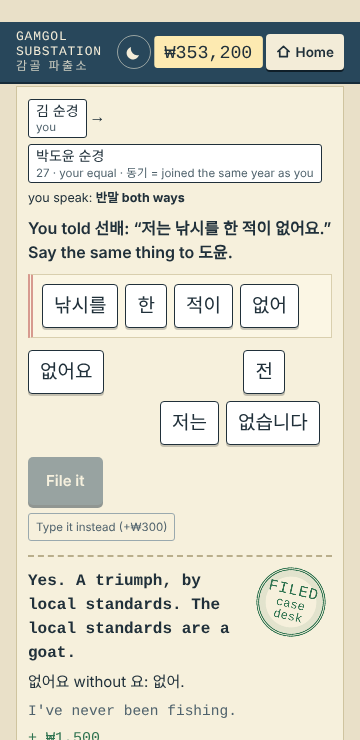 GAMGOL
SUBSTATION
감골 파출소
₩353,200
Home
김 순경
you
→
박도윤 순경
27 · your equal · 동기 = joined the same year as you
you speak: 반말 both ways
You told 선배: “저는 낚시를 한 적이 없어요.”
Say the same thing to 도윤.
낚시를 한 적이 없어
없어요 전
저는 없습니다
File it
Type it instead (+₩300)
Yes. A triumph, by
local standards. The
local standards are a
goat.
FILED
case
desk
없어요 without 요: 없어.
I've never been fishing.
+ ₩1,500